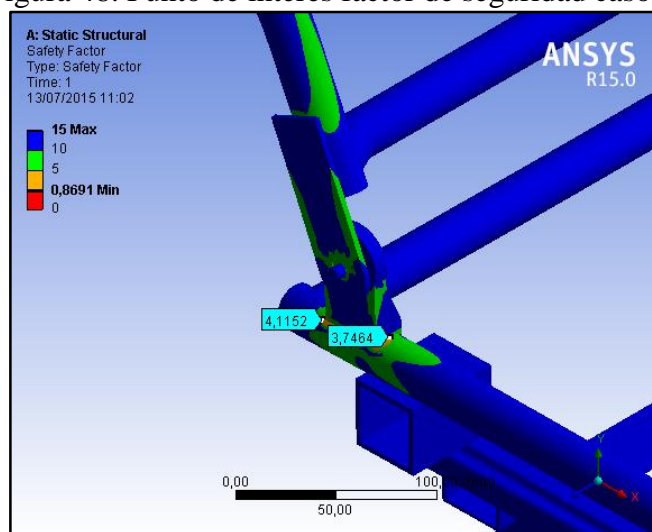 A: Static Structural
Safety Factor
Type: Safety Factor
Time: 1
13/07/2015 11:02
ANSYS
R15.0
15 Max
10
5
0,8691 Min
0
4,1152
3,7464
0,00
50,00
Y
X